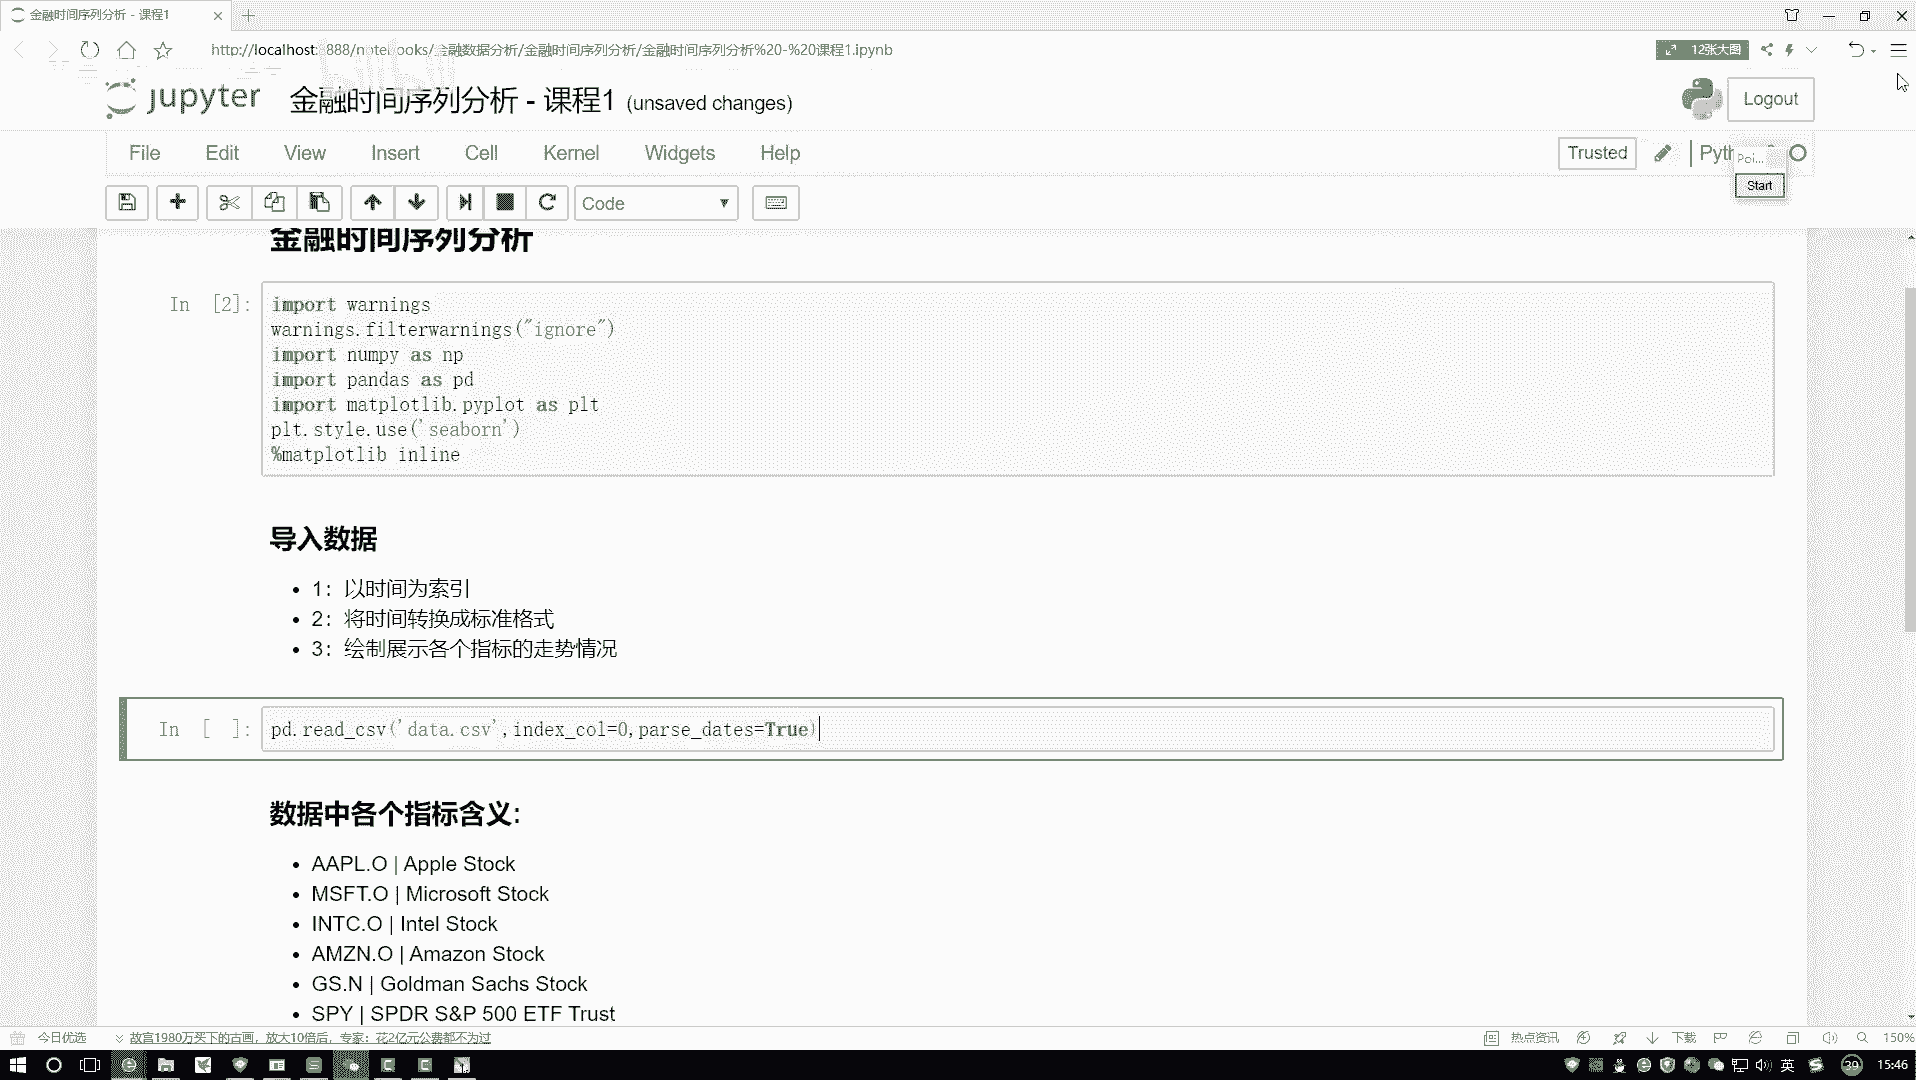 金融时间序列分析 - 课程1
http://localhost:8888/notebooks/金融数据分析/金融时间序列分析/金融时间序列分析%20-%20课程1.ipynb
12张大图
jupyter 金融时间序列分析 - 课程1 (unsaved changes)
Logout
File Edit View Insert Cell Kernel Widgets Help
Trusted
Poi...
Start
Code
金融时间序列分析
In [2]:
import warnings
warnings.filterwarnings("ignore")
import numpy as np
import pandas as pd
import matplotlib.pyplot as plt
plt.style.use('seaborn')
%matplotlib inline
导入数据
1：以时间为索引
2：将时间转换成标准格式
3：绘制展示各个指标的走势情况
In [ ]:
pd.read_csv('data.csv',index_col=0,parse_dates=True)
数据中各个指标含义:
AAPL.O | Apple Stock
MSFT.O | Microsoft Stock
INTC.O | Intel Stock
AMZN.O | Amazon Stock
GS.N | Goldman Sachs Stock
SPY | SPDR S&P 500 ETF Trust
今日优选
故宫1980万买下的古画，放大10倍后，专家：花2亿元公费都不为过
热点资讯
下载
150%
英
39
15:46